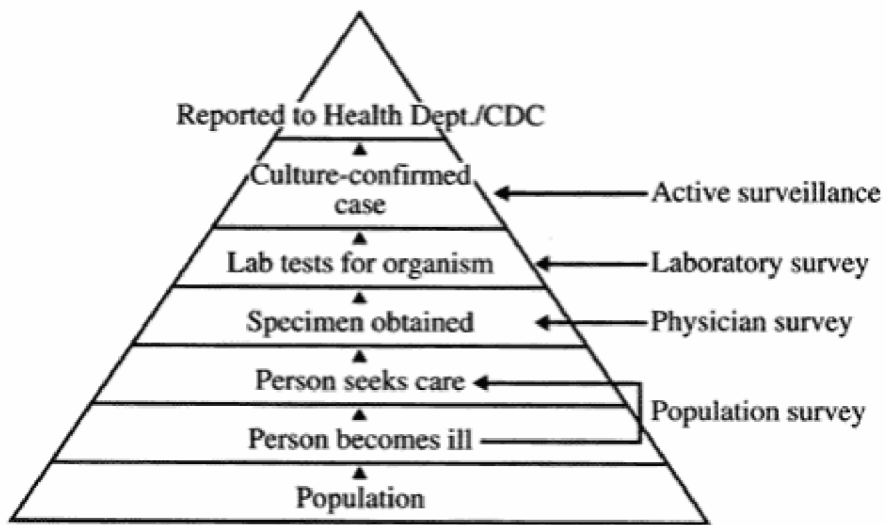 Reported to Health Dept./CDC
Culture-confirmed
case
Active surveillance
Lab tests for organism
Laboratory survey
Specimen obtained
Physician survey
Person seeks care
Population survey
Person becomes ill
Population